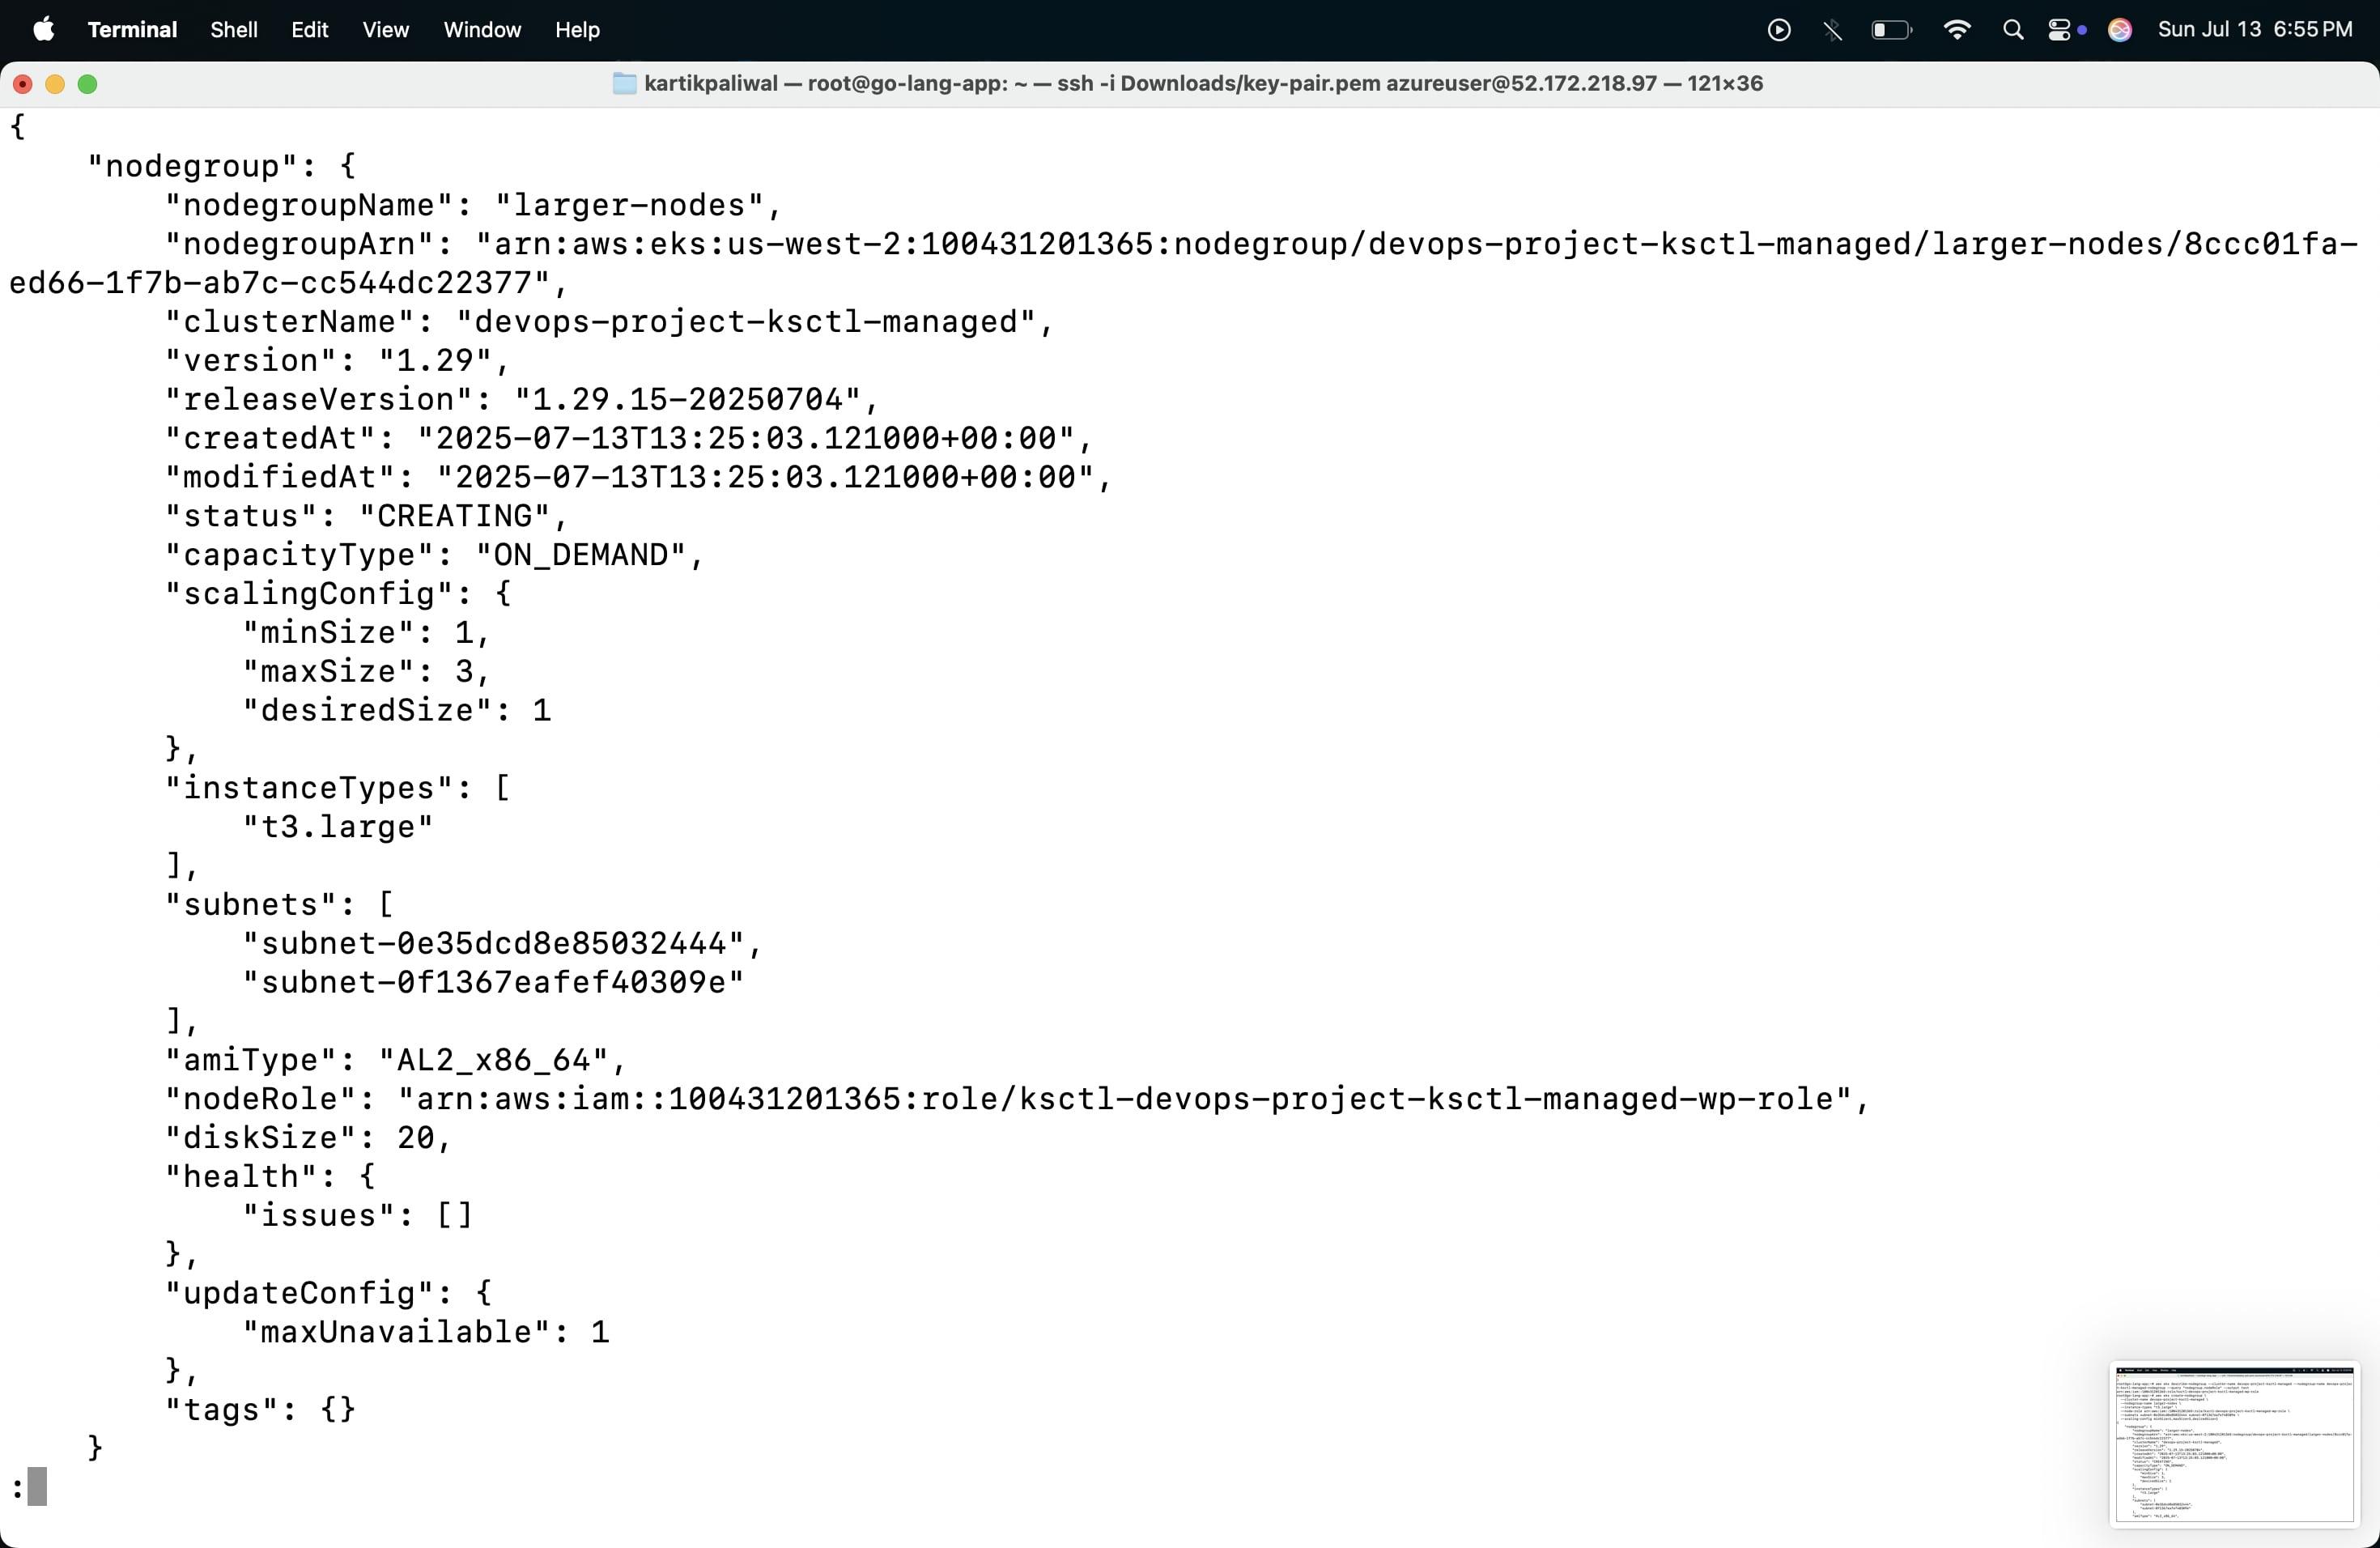 Terminal Shell Edit View Window Help Sun Jul 13 6:55 PM
kartikpaliwal — root@go-lang-app: ~ — ssh -i Downloads/key-pair.pem azureuser@52.172.218.97 — 121×36
{
    "nodegroup": {
        "nodegroupName": "larger-nodes",
        "nodegroupArn": "arn:aws:eks:us-west-2:100431201365:nodegroup/devops-project-ksctl-managed/larger-nodes/8ccc01fa-
ed66-1f7b-ab7c-cc544dc22377",
        "clusterName": "devops-project-ksctl-managed",
        "version": "1.29",
        "releaseVersion": "1.29.15-20250704",
        "createdAt": "2025-07-13T13:25:03.121000+00:00",
        "modifiedAt": "2025-07-13T13:25:03.121000+00:00",
        "status": "CREATING",
        "capacityType": "ON_DEMAND",
        "scalingConfig": {
            "minSize": 1,
            "maxSize": 3,
            "desiredSize": 1
        },
        "instanceTypes": [
            "t3.large"
        ],
        "subnets": [
            "subnet-0e35dcd8e85032444",
            "subnet-0f1367eafef40309e"
        ],
        "amiType": "AL2_x86_64",
        "nodeRole": "arn:aws:iam::100431201365:role/ksctl-devops-project-ksctl-managed-wp-role",
        "diskSize": 20,
        "health": {
            "issues": []
        },
        "updateConfig": {
            "maxUnavailable": 1
        },
        "tags": {}
    }
: